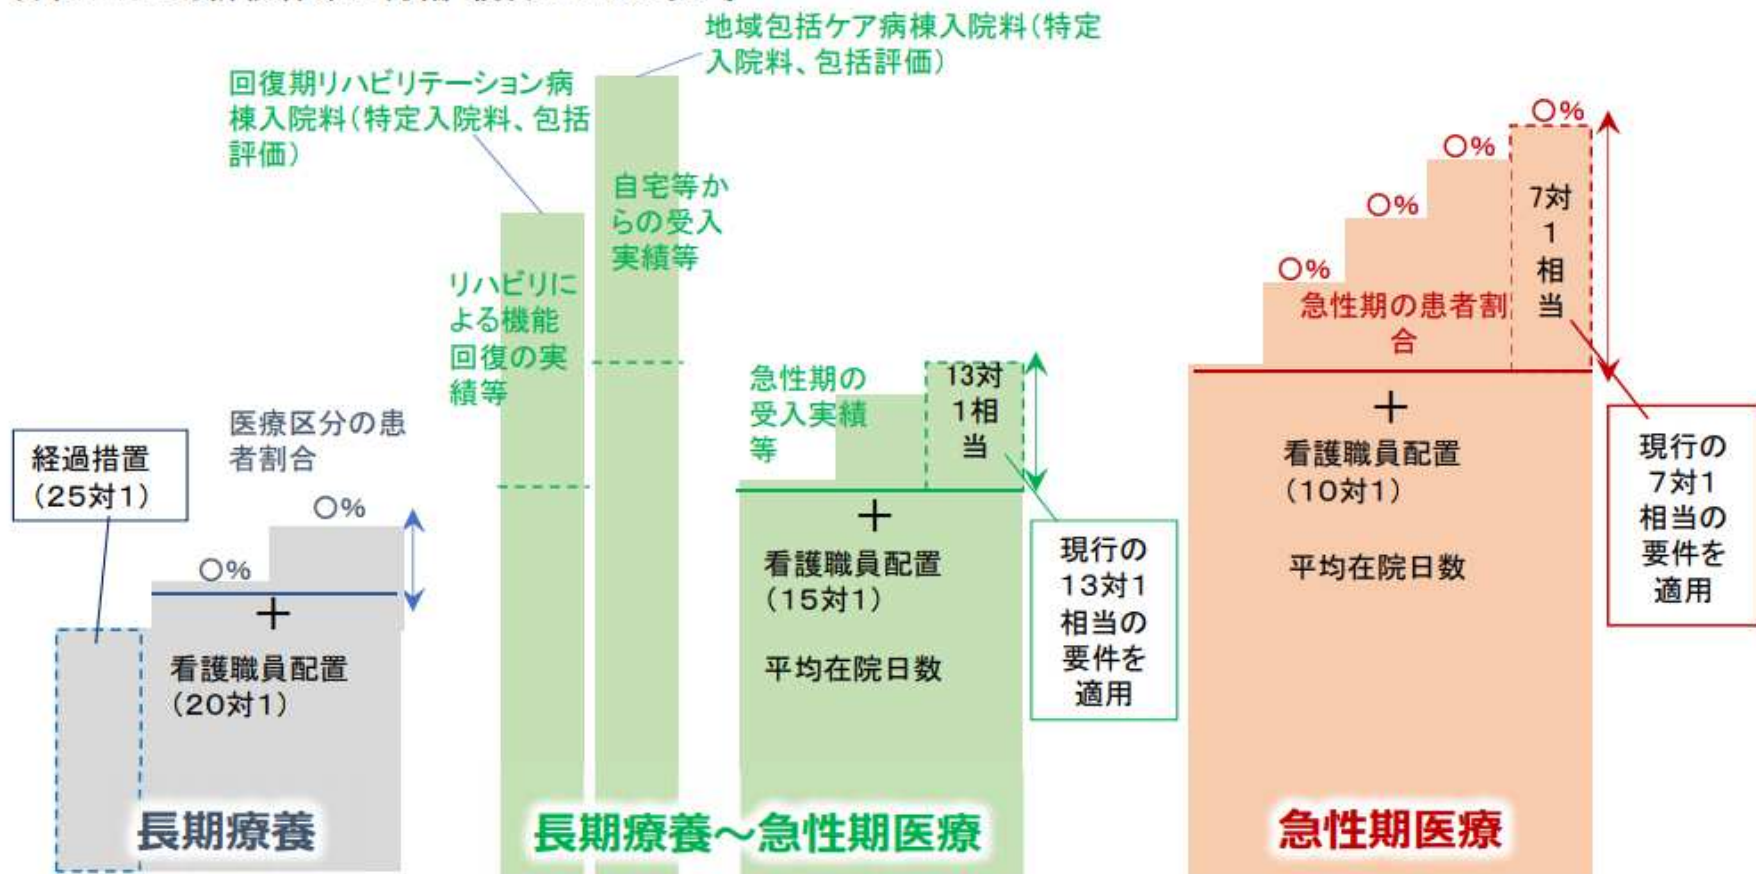 地域包括ケア病棟入院料(特定
入院料、包括評価)
回復期リハビリテーション病
棟入院料(特定入院料、包括
評価)
自宅等か
らの受入
実績等
リハビリに
よる機能
回復の実
績等
医療区分の患
者割合
経過措置
(25対1)
○%
○%
+
看護職員配置
(20対1)
長期療養
急性期の
受入実績
等
13対
1相
当
+
看護職員配置
(15対1)
平均在院日数
現行の
13対1
相当の
要件を
適用
長期療養~急性期医療
○%
○%
○%
○%
急性期の患者割
合
7対
1
相
当
+
看護職員配置
(10対1)
平均在院日数
現行の
7対1
相当の
要件を
適用
急性期医療